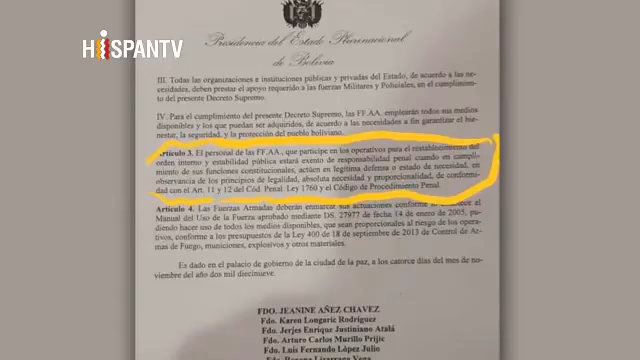 HISPANTV
Presidencia del Estado Plurinacional
de Bolivia
III. Todas las organizaciones e instituciones públicas y privadas del Estado, de acuerdo a las ne-
cesidades, deben prestar el apoyo requerido a las fuerzas Militares y Policiales, en cumplimiento
del presente Decreto Supremo.
IV. Para el cumplimiento del presente Decreto Supremo, las FF.AA. emplearán todos sus medios
disponibles y los que puedan ser adquiridos, de acuerdo a las necesidades a fin garantizar el bie-
nestar, la seguridad, y la protección del pueblo boliviano.
Artículo 3. El personal de las FF.AA., que participe en los operativos para el restablecimiento del
orden interno y estabilidad pública estará exento de responsabilidad penal cuando en cumpli-
miento de sus funciones constitucionales, actúen en legítima defensa o estado de necesidad, en
observancia de los principios de legalidad, absoluta necesidad y proporcionalidad, de conformi-
dad con el Art. 11 y 12 del Cód. Penal. Ley 1760 y el Código de Procedimiento Penal.
Artículo 4. Las Fuerzas Armadas deberán enmarcar sus actuaciones conforme el
Manual del Uso de la Fuerza aprobado mediante DS. 27977 de fecha 14 de enero de 2005, pu-
diendo hacer uso de todos los medios disponibles, que sean proporcionales al riesgo de los opera-
tivos, conforme a los presupuestos de la Ley 400 de 18 de septiembre de 2013 de Control de Ar-
mas de Fuego, municiones, explosivos y otros materiales.
Es dado en el palacio de gobierno de la ciudad de la paz, a los catorce días del mes de no-
viembre del año dos mil diecinueve.
FDO. JEANINE AÑEZ CHAVEZ
Fdo. Karen Longaric Rodríguez
Fdo. Jerjes Enrique Justiniano Atalá
Fdo. Arturo Carlos Murillo Prijic
Fdo. Luis Fernando López Julio